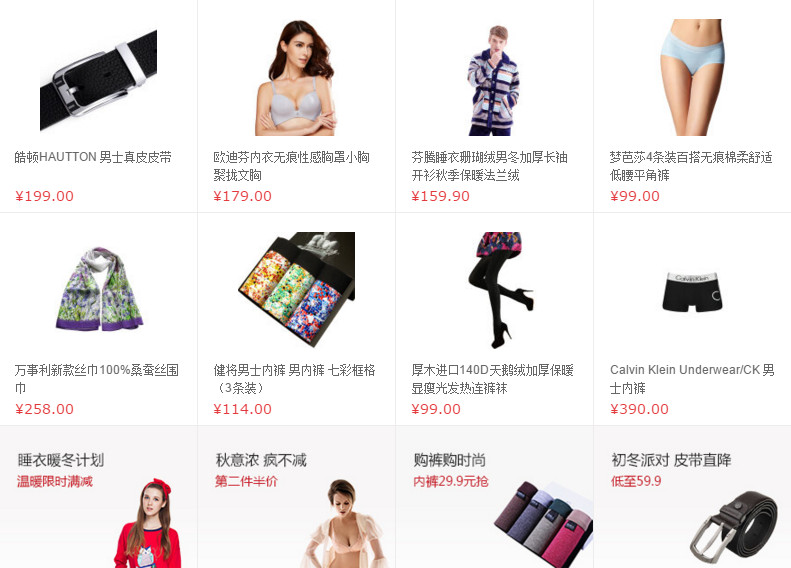 皓顿HAUTTON 男士真皮皮带
¥199.00
欧迪芬内衣无痕性感胸罩小胸
聚拢文胸
¥179.00
芬腾睡衣珊瑚绒男冬加厚长袖
开衫秋季保暖法兰绒
¥159.90
梦芭莎4条装百搭无痕棉柔舒适
低腰平角裤
¥99.00
万事利新款丝巾100%桑蚕丝围
巾
¥258.00
健将男士内裤 男内裤 七彩框格
（3条装）
¥114.00
厚木进口140D天鹅绒加厚保暖
显瘦光发热连裤袜
¥99.00
Calvin Klein
Calvin Klein Underwear/CK 男
士内裤
¥390.00
睡衣暖冬计划
温暖限时满减
秋意浓 疯不减
第二件半价
购裤购时尚
内裤29.9元抢
初冬派对 皮带直降
低至59.9